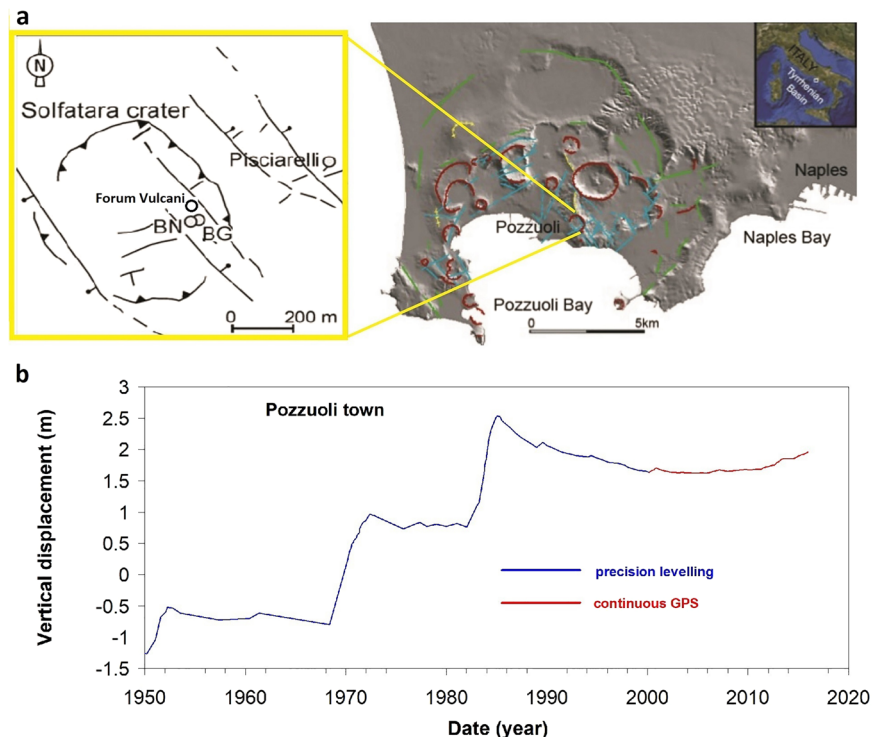 a
N
Solfatara crater
Pisciarelli
Forum Vulcani
BN
BG
0 200 m
ITALY
Tyrrhenian
Basin
Naples
Pozzuoli
Naples Bay
Pozzuoli Bay
0 5km
b
Vertical displacement (m)
3
2.5
2
1.5
1
0.5
0
-0.5
-1
-1.5
Pozzuoli town
precision levelling
continuous GPS
1950 1960 1970 1980 1990 2000 2010 2020
Date (year)